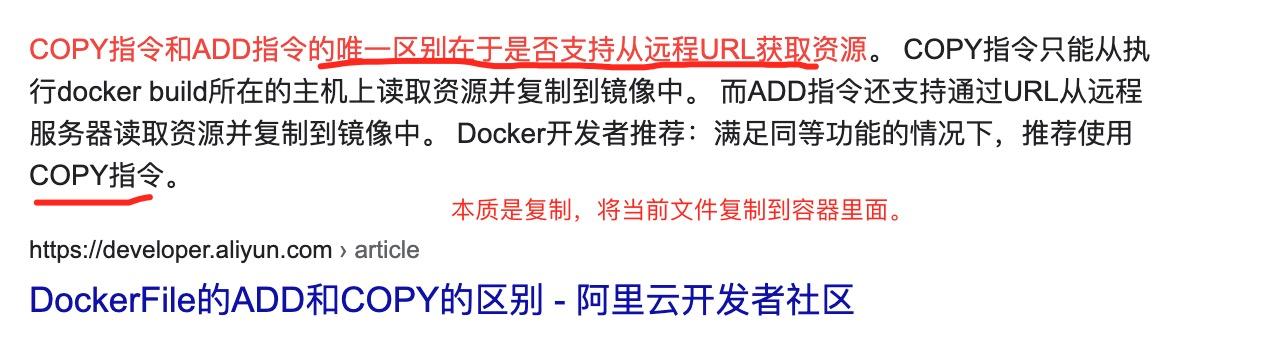 COPY指令和ADD指令的唯一区别在于是否支持从远程URL获取资源。 COPY指令只能从执
行docker build所在的主机上读取资源并复制到镜像中。 而ADD指令还支持通过URL从远程
服务器读取资源并复制到镜像中。 Docker开发者推荐：满足同等功能的情况下，推荐使用
COPY指令。
本质是复制，将当前文件复制到容器里面。
https://developer.aliyun.com › article
DockerFile的ADD和COPY的区别 - 阿里云开发者社区